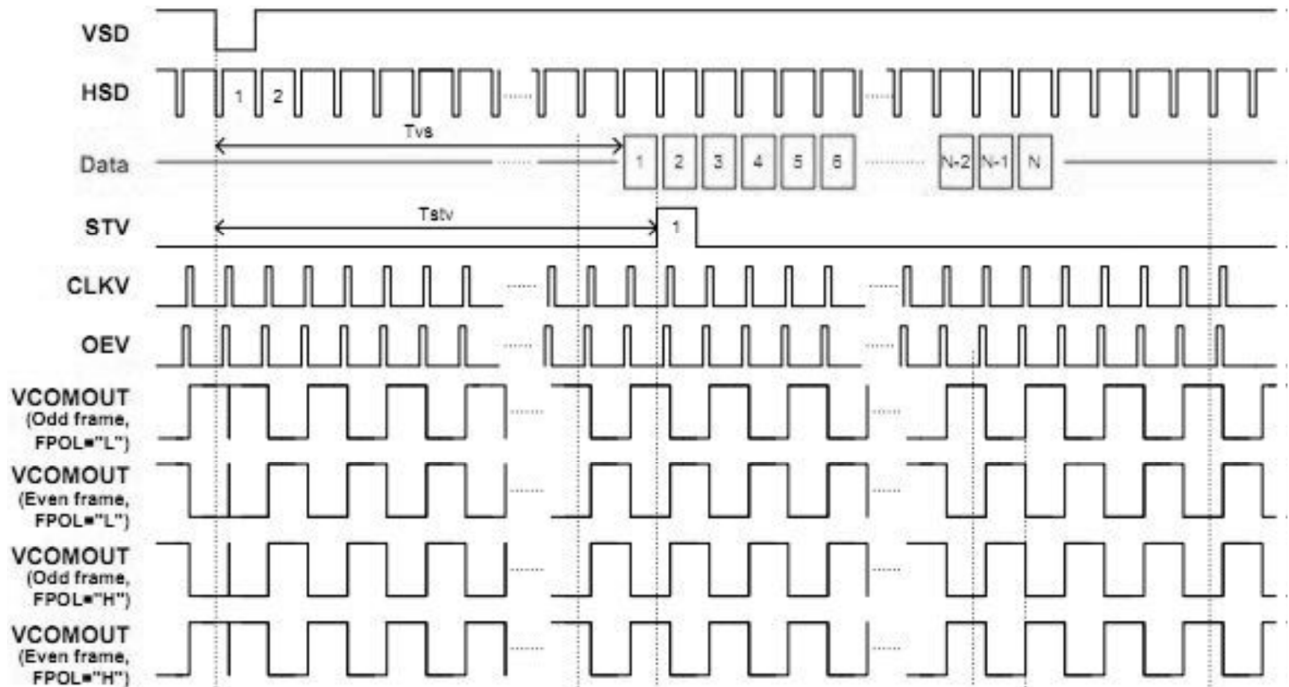 VSD
HSD
1 2
Tvs
Data
1 2 3 4 5 6 N-2 N-1 N
Tstv
STV
1
CLKV
OEV
VCOMOUT
(Odd frame,
FPOL="L")
VCOMOUT
(Even frame,
FPOL="L")
VCOMOUT
(Odd frame,
FPOL="H")
VCOMOUT
(Even frame,
FPOL="H")